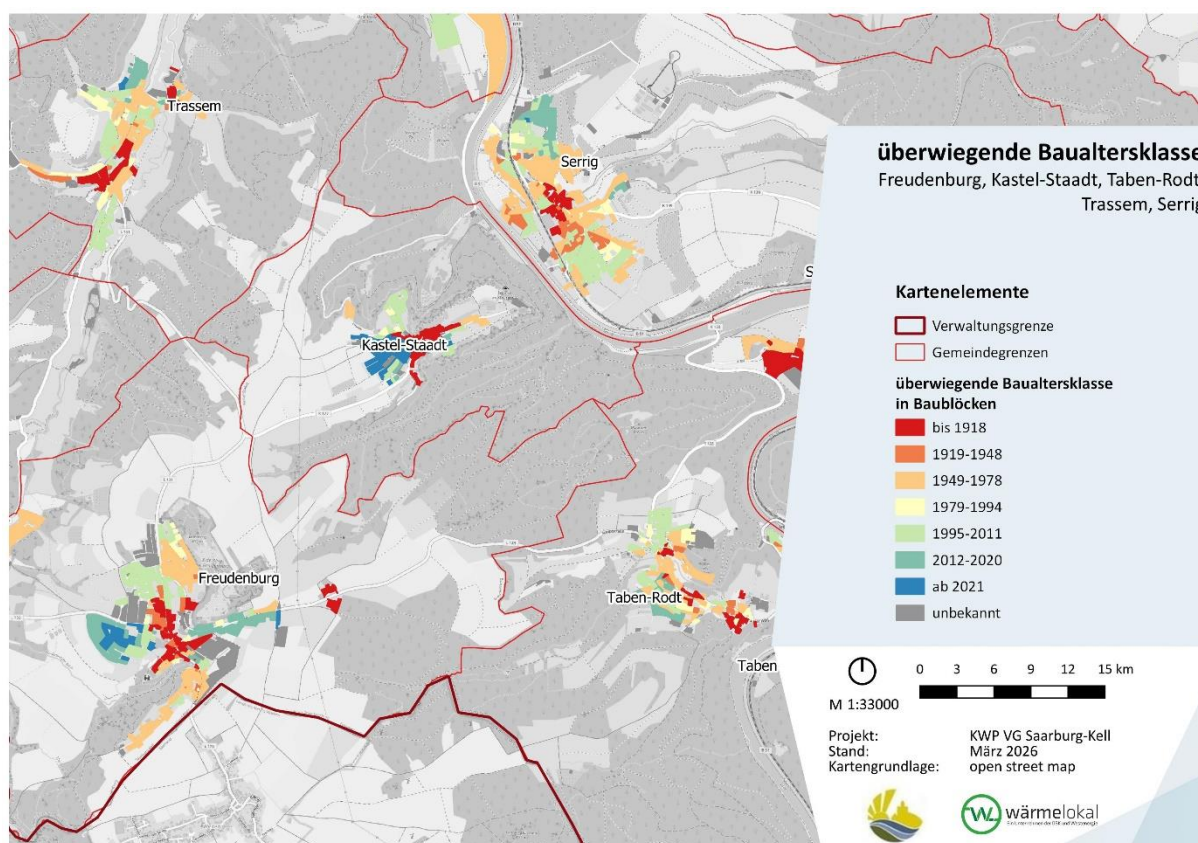 Trassem
Serrig
Kastel-Staadt
Freudenburg
Taben-Rodt
Taben
S
überwiegende Baualtersklasse
Freudenburg, Kastel-Staadt, Taben-Rodt,
Trassem, Serrig
Kartenelemente
Verwaltungsgrenze
Gemeindegrenzen
überwiegende Baualtersklasse
in Baublöcken
bis 1918
1919-1948
1949-1978
1979-1994
1995-2011
2012-2020
ab 2021
unbekannt
0 3 6 9 12 15 km
M 1:33000
Projekt: KWP VG Saarburg-Kell
Stand: März 2026
Kartengrundlage: open street map
wärmelokal